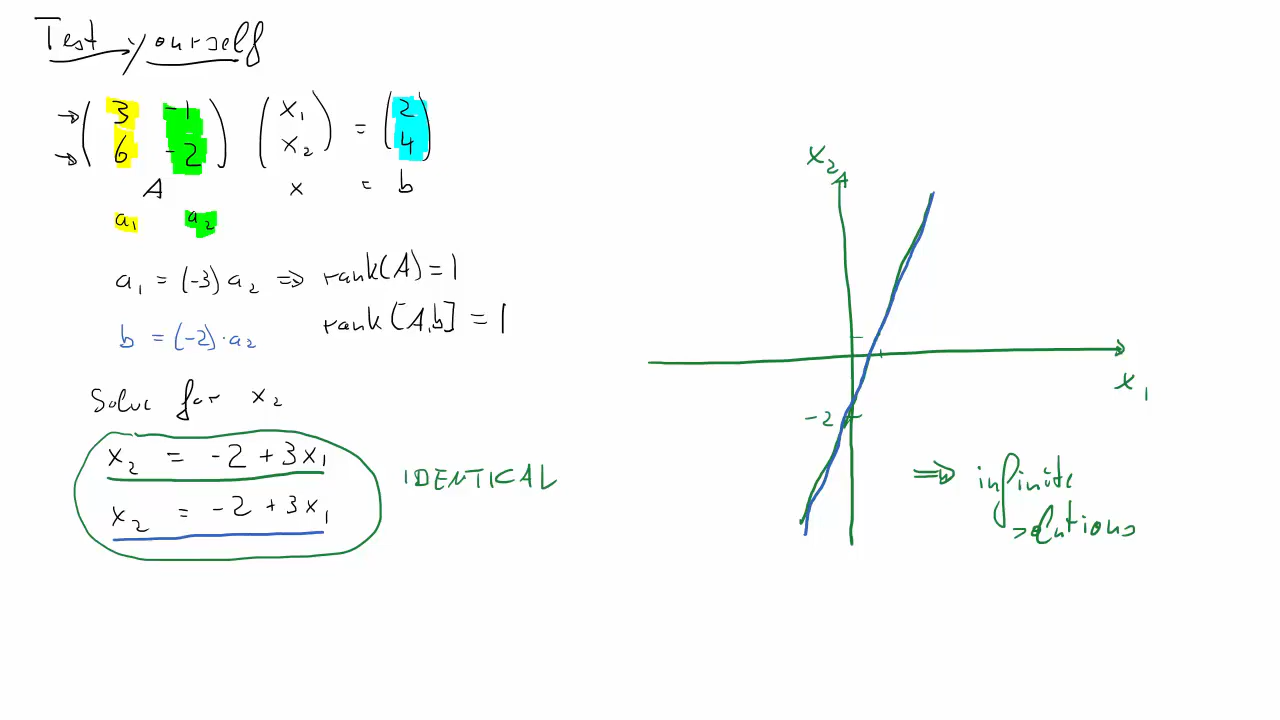 Test yourself
→ ( 3 -1 ) ( x₁ ) = ( 2 )
→ ( 6 -2 ) ( x₂ ) ( 4 )
A x = b
a₁ a₂
a₁ = (-3) a₂ ⇒ rank(A) = 1
rank[A,b] = 1
b = (-2)·a₂
Solve for x₂
x₂ = -2 + 3x₁
x₂ = -2 + 3x₁
IDENTICAL
x₂
x₁
-2
⇒ infinite
solutions